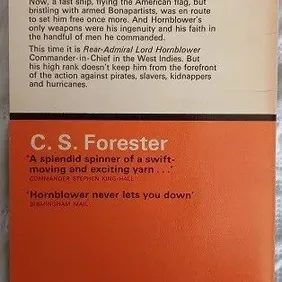 Now, a fast ship, flying the American flag, but
bristling with armed Bonapartists, was en route
to set him free once more. And Hornblower's
only weapons were his ingenuity and his faith in
the handful of men he commanded.
This time it is Rear-Admiral Lord Hornblower
Commander-in-Chief in the West Indies. But
his high rank doesn't keep him from the forefront
of the action against pirates, slavers, kidnappers
and hurricanes.
C. S. Forester
'A splendid spinner of a swift-
moving and exciting yarn . . .'
COMMANDER STEPHEN KING-HALL
'Hornblower never lets you down'
BIRMINGHAM MAIL